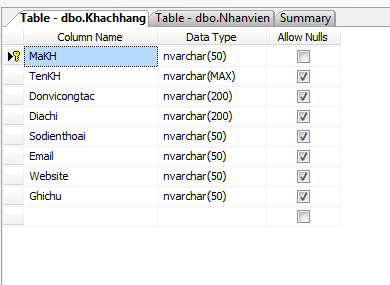 Table - dbo.Khachhang Table - dbo.Nhanvien Summary
Column Name Data Type Allow Nulls
MaKH nvarchar(50)
TenKH nvarchar(MAX)
Donvicongtac nvarchar(200)
Diachi nvarchar(200)
Sodienthoai nvarchar(50)
Email nvarchar(50)
Website nvarchar(50)
Ghichu nvarchar(50)